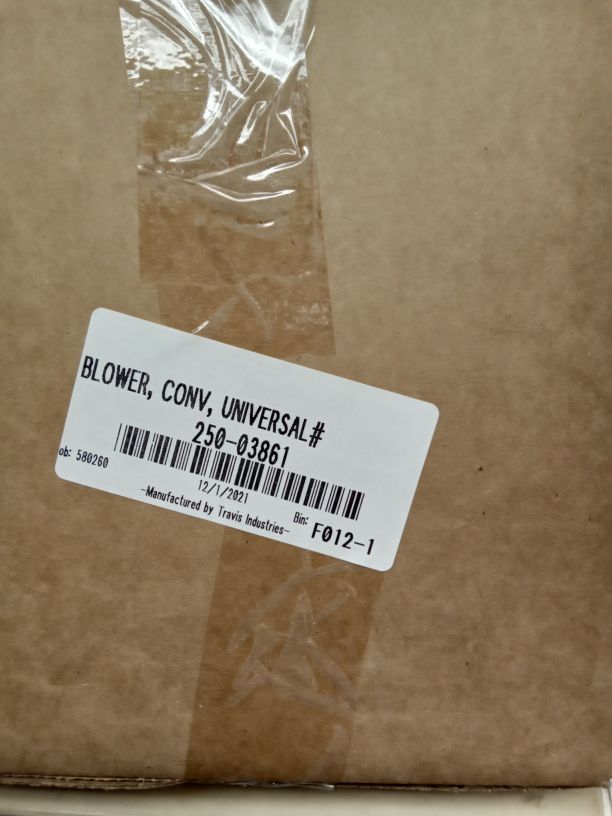 BLOWER, CONV, UNIVERSAL#
250-03861
ob: 580260
12/1/2021
-Manufactured by Travis Industries-
Bin: F012-1